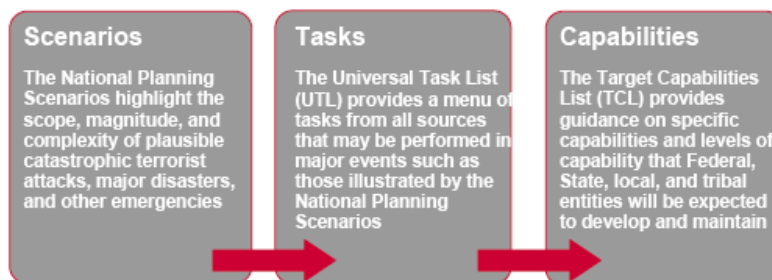 Scenarios
The National Planning
Scenarios highlight the
scope, magnitude, and
complexity of plausible
catastrophic terrorist
attacks, major disasters,
and other emergencies
Tasks
The Universal Task List
(UTL) provides a menu of
tasks from all sources
that may be performed in
major events such as
those illustrated by the
National Planning
Scenarios
Capabilities
The Target Capabilities
List (TCL) provides
guidance on specific
capabilities and levels of
capability that Federal,
State, local, and tribal
entities will be expected
to develop and maintain